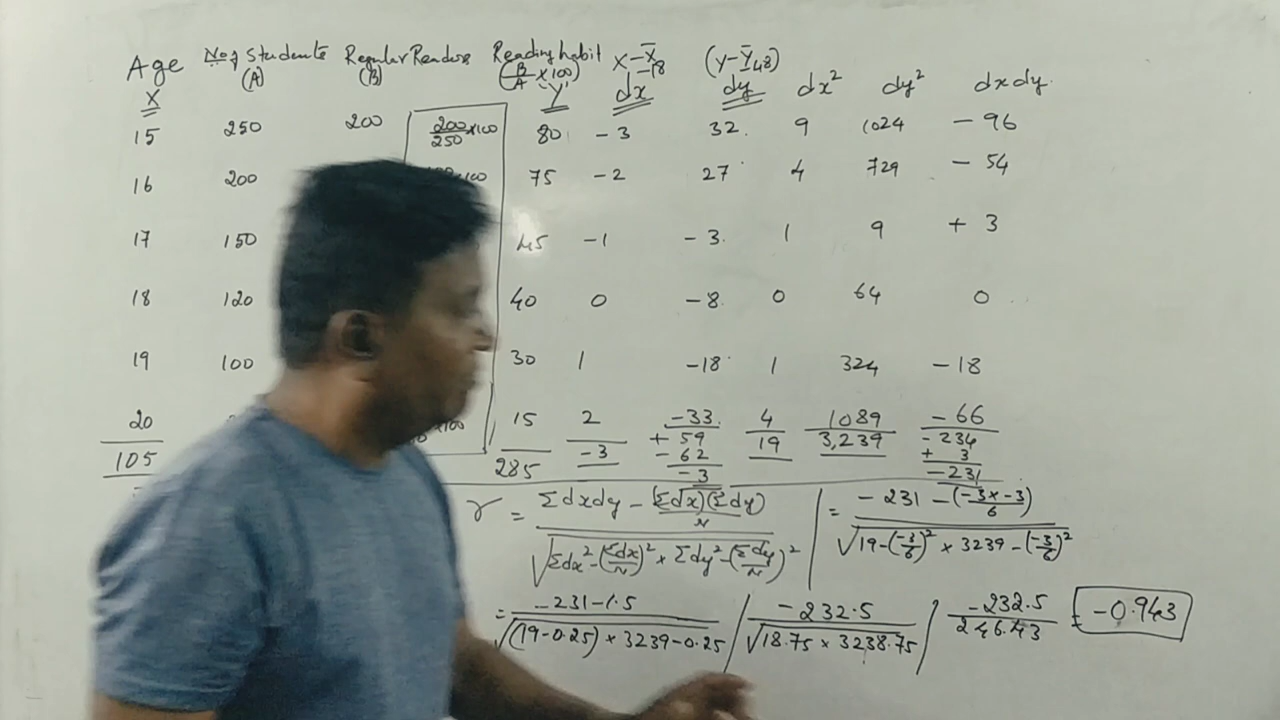 Age No of Students Regular Readers Reading habit X-X̄ (Y-Ȳ48)
(A) (B) (B/A x100) -18
X Y dx dy dx² dy² dxdy
15 250 200 200/250 x100 80 -3 32 9 1024 -96
16 200 x100 75 -2 27 4 729 -54
17 150 45 -1 -3 1 9 +3
18 120 40 0 -8 0 64 0
19 100 30 1 -18 1 324 -18
20 x100 15 2 -33 4 1089 -66
105 285 -3 +59 19 3,239 -234
-62 +3
-3 -231
r = Σdxdy - (Σdx)(Σdy)/N / √Σdx²-(Σdx/N)² x Σdy²-(Σdy/N)² = -231-(-3x-3/6) / √19-(-3/6)² x 3239-(-3/6)²
= -231-1.5 / √(19-0.25) x 3239-0.25 / -232.5 / √18.75 x 3238.75 / -232.5 / 246.43 = -0.943